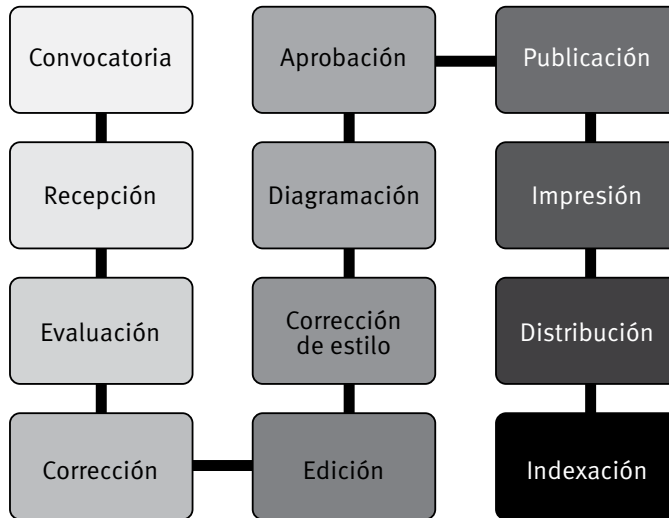 Convocatoria
Recepción
Evaluación
Corrección
Edición
Corrección
de estilo
Diagramación
Aprobación
Publicación
Impresión
Distribución
Indexación